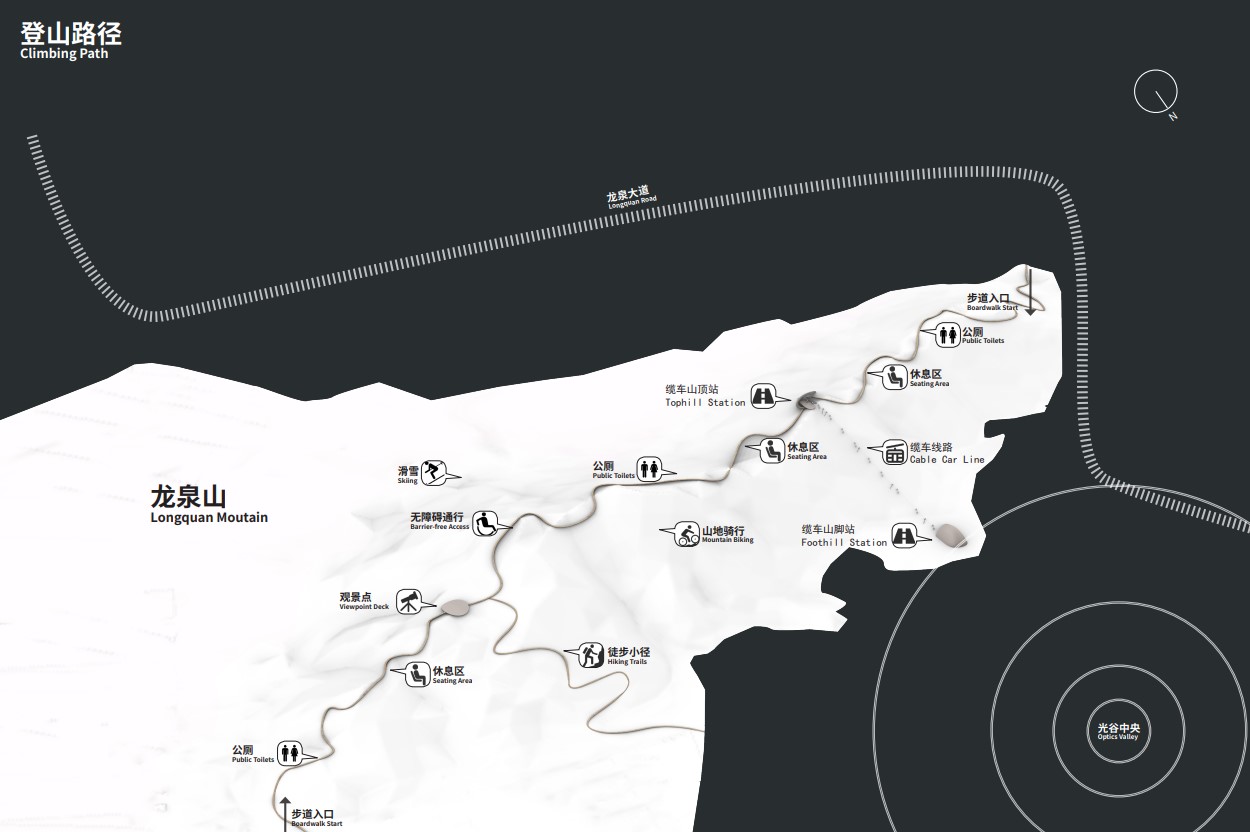 登山路径
Climbing Path
N
龙泉大道
Longquan Road
步道入口
Boardwalk Start
公厕
Public Toilets
休息区
Seating Area
缆车山顶站
Tophill Station
休息区
Seating Area
缆车线路
Cable Car Line
公厕
Public Toilets
滑雪
Skiing
龙泉山
Longquan Moutain
无障碍通行
Barrier-free Access
山地骑行
Mountain Biking
缆车山脚站
Foothill Station
观景点
Viewpoint Deck
徒步小径
Hiking Trails
休息区
Seating Area
光谷中央
Optics Valley
公厕
Public Toilets
步道入口
Boardwalk Start